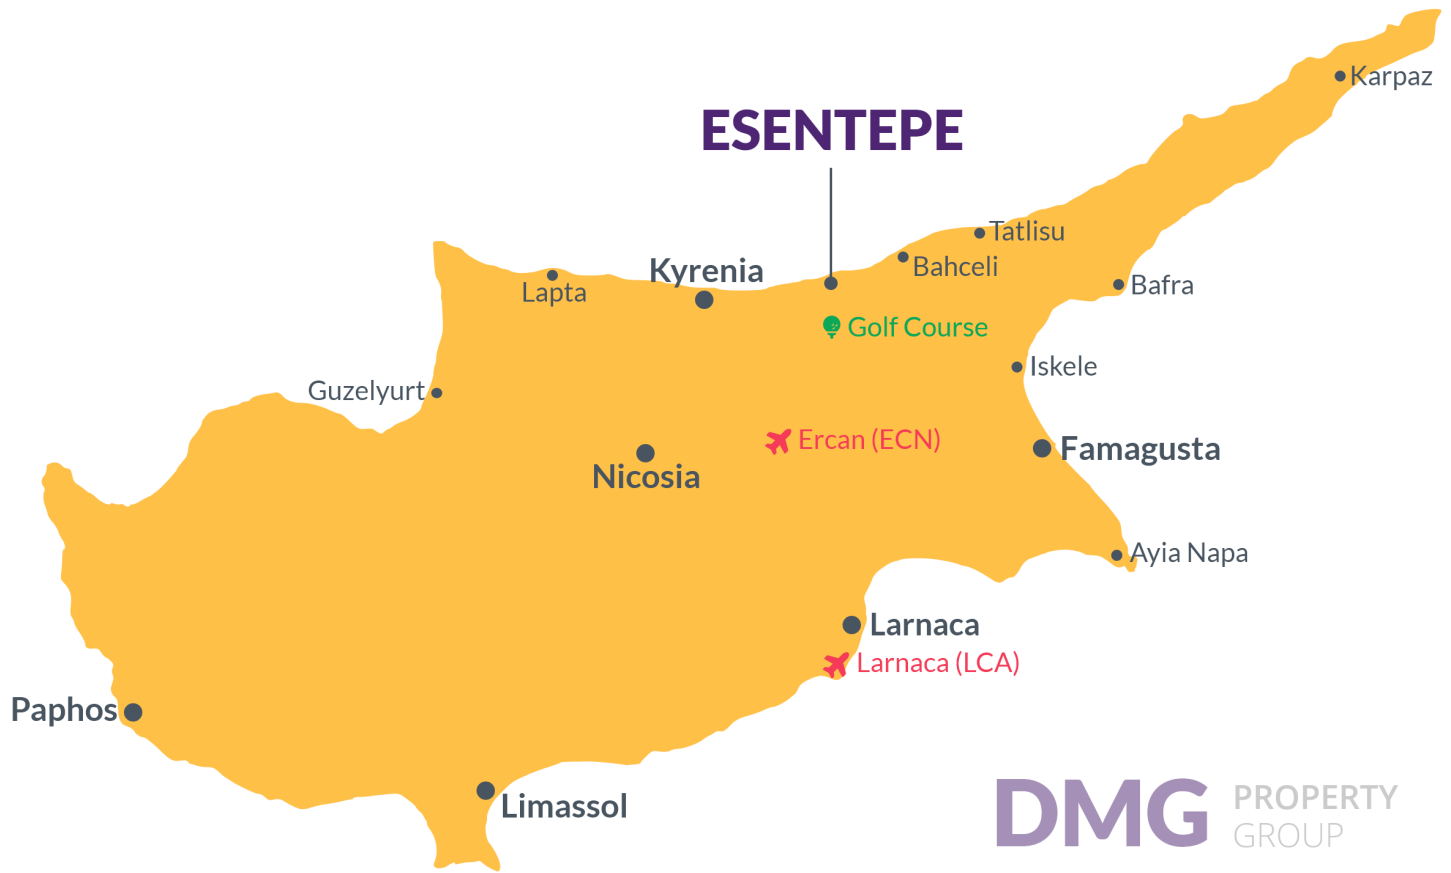 Karpaz
ESENTEPE
Tatlisu
Bahceli
Kyrenia
Lapta
Bafra
Golf Course
Iskele
Guzelyurt
Ercan (ECN)
Famagusta
Nicosia
Ayia Napa
Larnaca
Larnaca (LCA)
Paphos
Limassol
DMG PROPERTY
GROUP